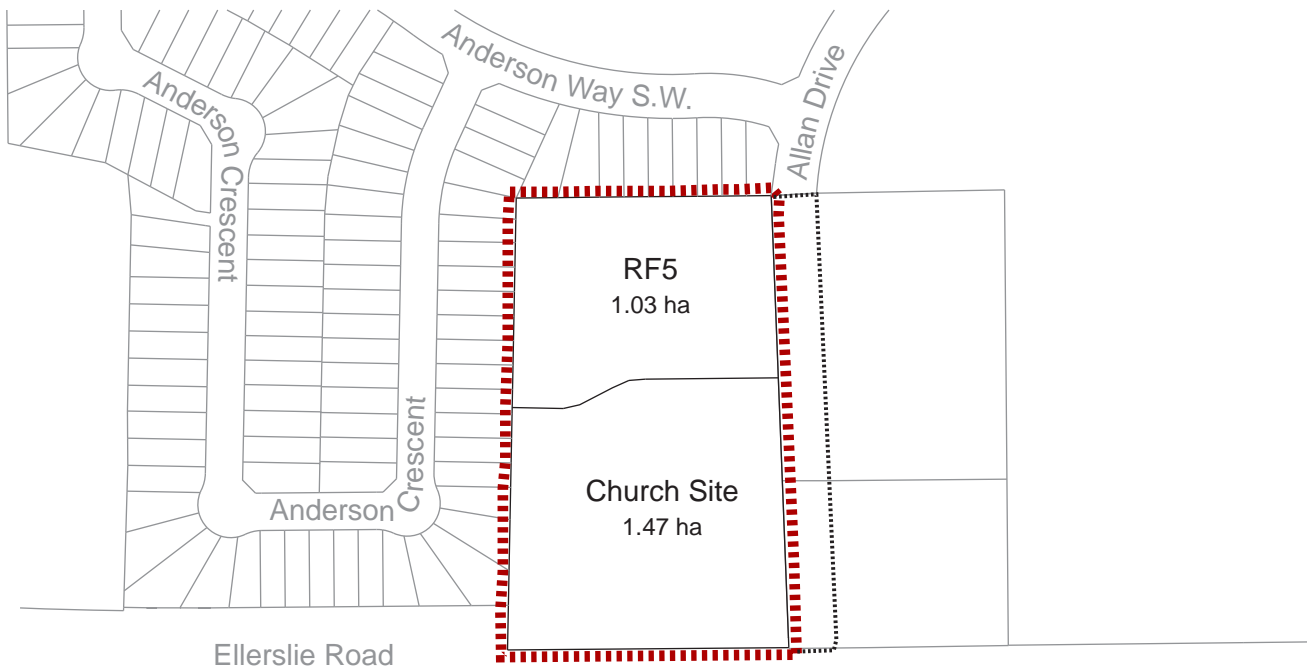 Anderson Way S.W.
Allan Drive
Anderson Crescent
RF5
1.03 ha
Crescent
Anderson
Church Site
1.47 ha
Ellerslie Road